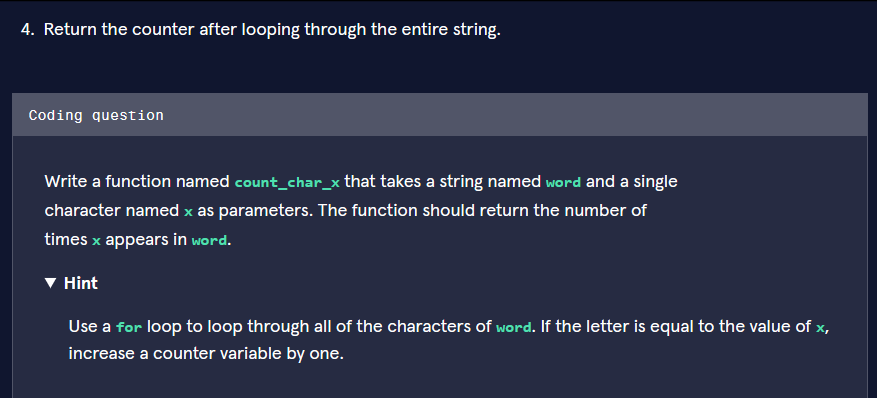 4. Return the counter after looping through the entire string.
Coding question
Write a function named count_char_x that takes a string named word and a single
character named x as parameters. The function should return the number of
times x appears in word.
▼ Hint
Use a for loop to loop through all of the characters of word. If the letter is equal to the value of x,
increase a counter variable by one.